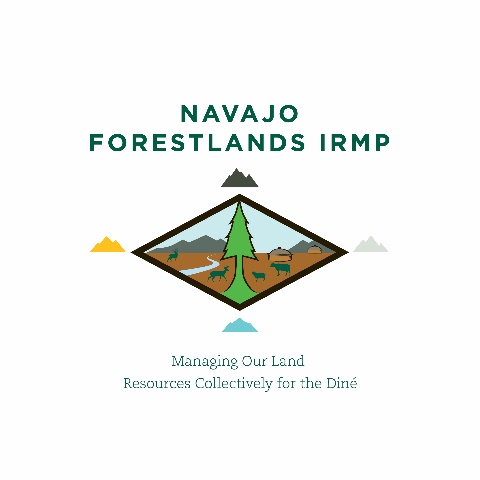 NAVAJO
FORESTLANDS IRMP
Managing Our Land
Resources Collectively for the Diné